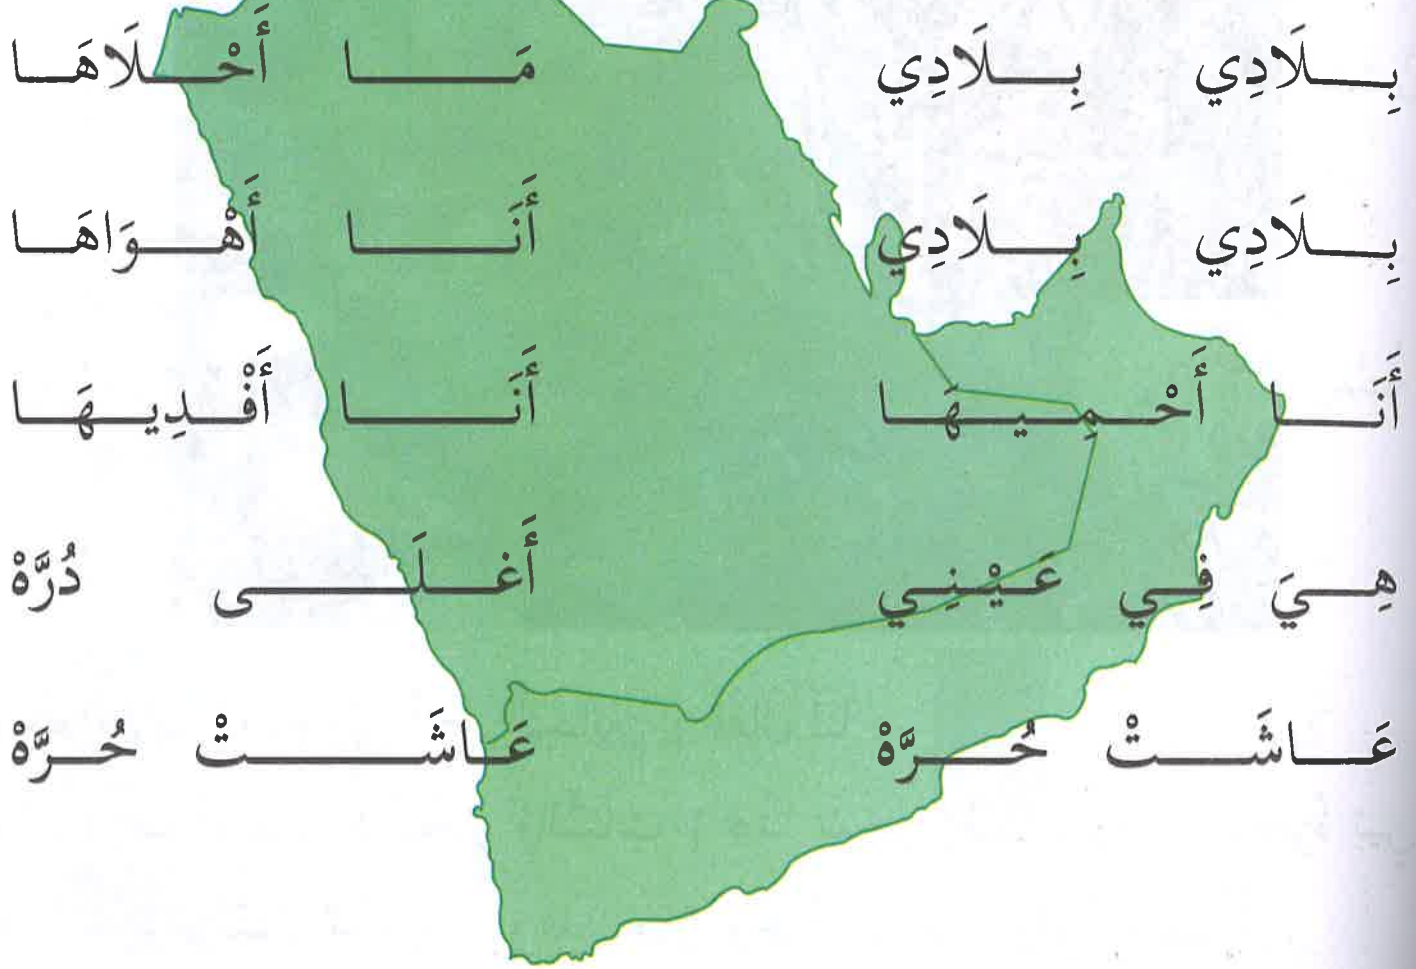 بِلَادِي بِلَادِي مَا أَحْلَاهَا
بِلَادِي بِلَادِي أَنَا أَهْوَاهَا
أَنَا أَحْمِيهَا أَنَا أَفْدِيهَا
هِيَ فِي عَيْنِي أَغلَى دُرَّهْ
عَاشَتْ حُرَّهْ عَاشَتْ حُرَّهْ